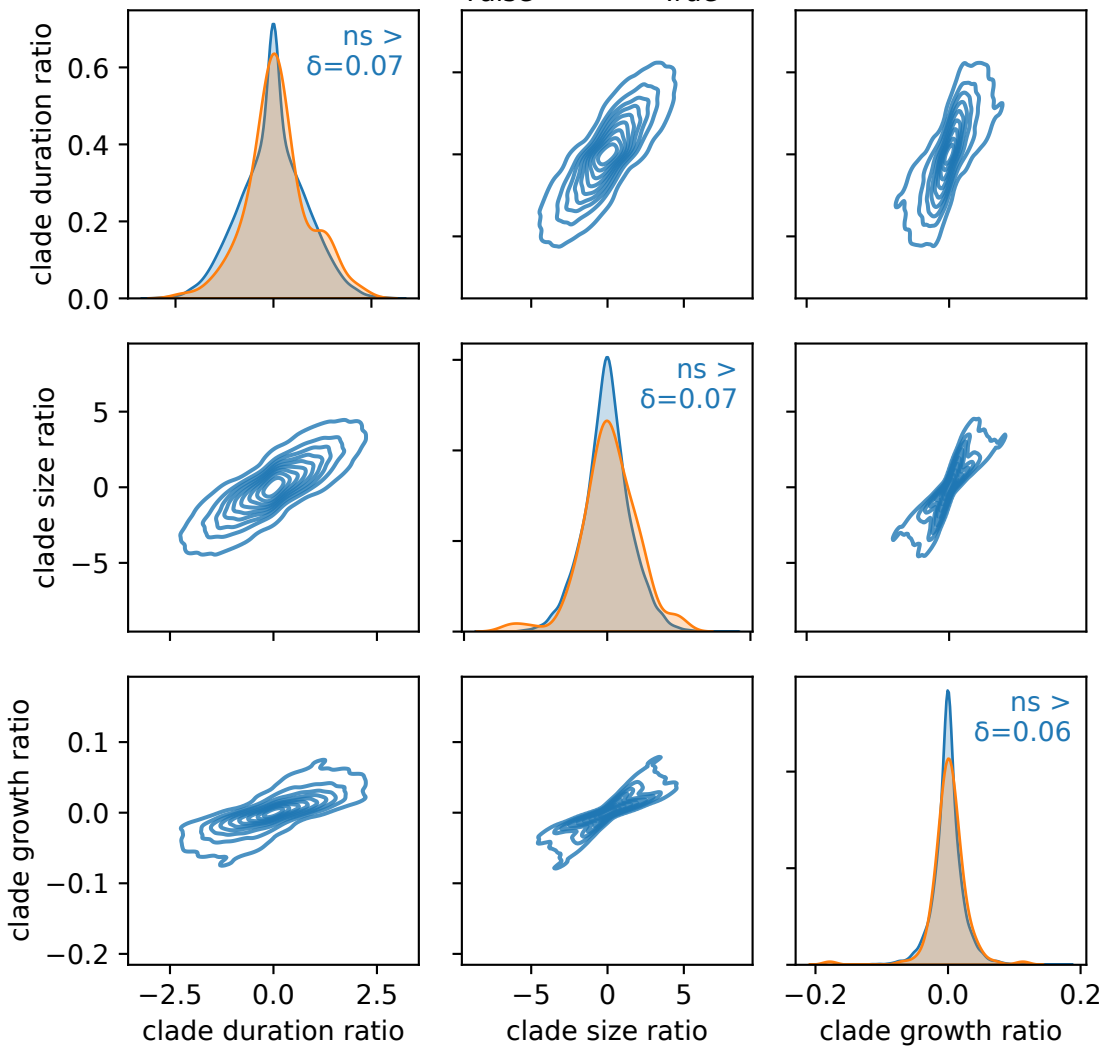 False True
clade duration ratio
0.6
0.4
0.2
0.0
ns >
δ=0.07
clade size ratio
5
0
−5
ns >
δ=0.07
clade growth ratio
0.1
0.0
−0.1
−0.2
ns >
δ=0.06
−2.5 0.0 2.5
−5 0 5
−0.2 0.0 0.2
clade duration ratio
clade size ratio
clade growth ratio